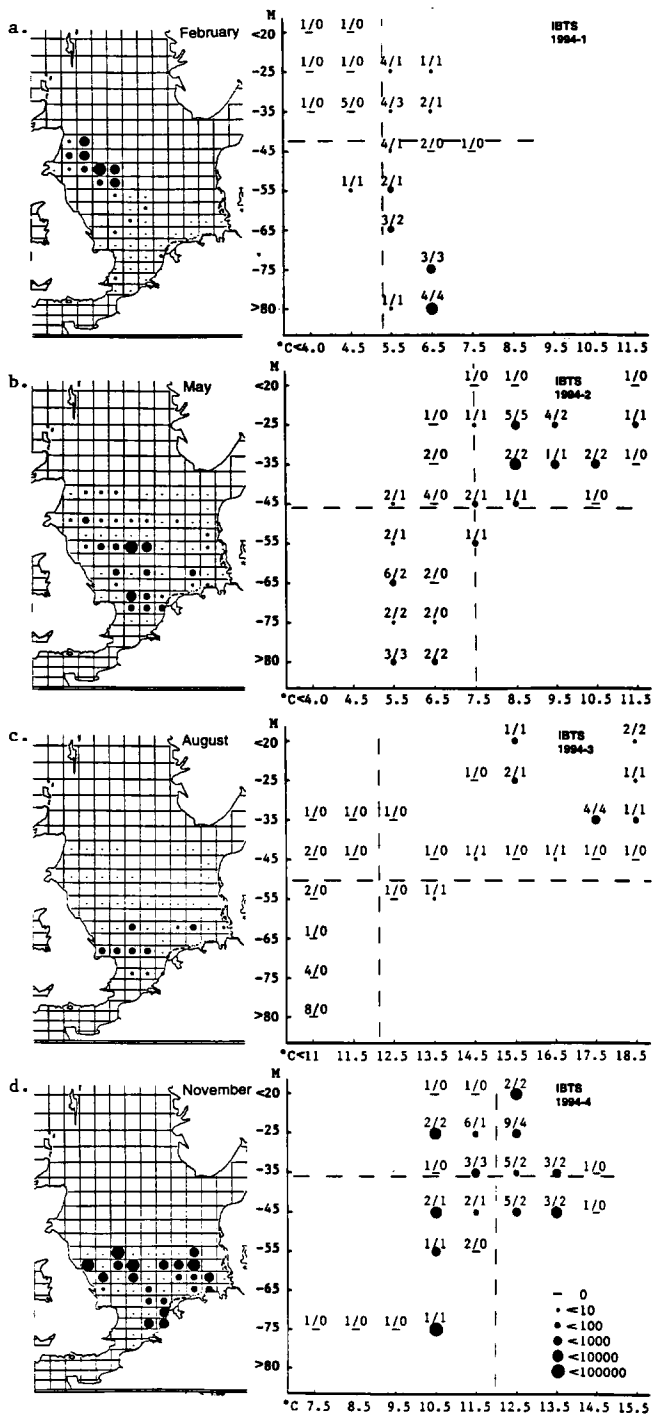 a.
February
M
IBTS
1994-1
<20 1/0 1/0
-25 1/0 1/0 4/1 1/1
-35 1/0 5/0 4/3 2/1
-45 4/1 2/0 1/0
-55 1/1 2/1
-65 3/2
-75 3/3
>80 1/1 4/4
°C<4.0 4.5 5.5 6.5 7.5 8.5 9.5 10.5 11.5
b.
May
M
IBTS
1994-2
<20 1/0 1/0 1/0
-25 1/0 1/1 5/5 4/2 1/1
-35 2/0 2/2 1/1 2/2 1/0
-45 2/1 4/0 2/1 1/1 1/0
-55 2/1 1/1
-65 6/2 2/0
-75 2/2 2/0
>80 3/3 2/2
°C<4.0 4.5 5.5 6.5 7.5 8.5 9.5 10.5 11.5
c.
August
M
IBTS
1994-3
<20 1/1 2/2
-25 1/0 2/1 1/1
-35 1/0 1/0 1/0 4/4 1/1
-45 2/0 1/0 1/0 1/1 1/0 1/1 1/0 1/0
-55 2/0 1/0 1/1
-65 1/0
-75 4/0
>80 8/0
°C<11 11.5 12.5 13.5 14.5 15.5 16.5 17.5 18.5
d.
November
M
IBTS
1994-4
<20 1/0 1/0 2/2
-25 2/2 6/1 9/4
-35 1/0 3/3 5/2 3/2 1/0
-45 2/1 2/1 5/2 3/2 1/0
-55 1/1 2/0
-65
-75 1/0 1/0 1/0 1/1
>80
0
<10
<100
<1000
<10000
<100000
°C 7.5 8.5 9.5 10.5 11.5 12.5 13.5 14.5 15.5